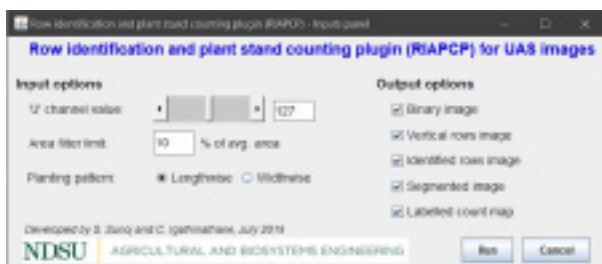 Row identification and plant stand counting plugin (RIAPCP) - Inputs panel
Row identification and plant stand counting plugin (RIAPCP) for UAS images
Input options
'U' channel value: 127
Area filter limit: 10 % of avg. area
Planting pattern: Lengthwise Widthwise
Output options
Binary image
Vertical rows image
Identified rows image
Segmented image
Labeled count map
Developed by S. and C. Igathinathane, July 2019
NDSU AGRICULTURAL AND BIOSYSTEMS ENGINEERING
Run Cancel